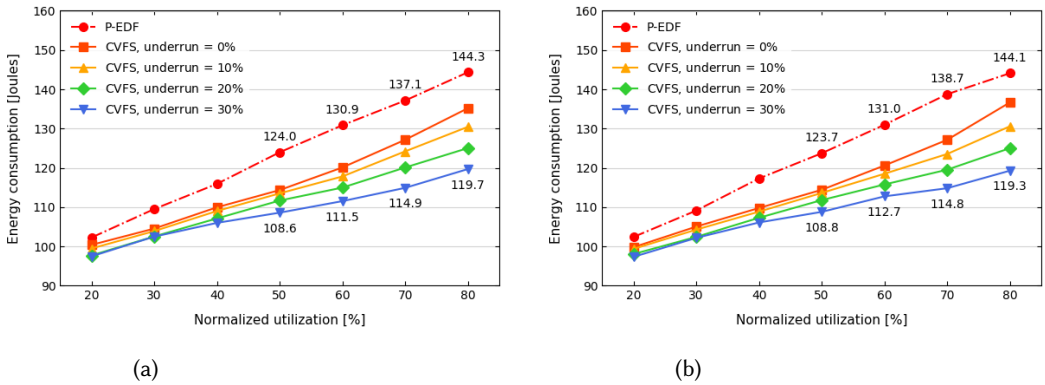 160
150
140
130
120
110
100
90
Energy consumption [Joules]
P-EDF
CVFS, underrun = 0%
CVFS, underrun = 10%
CVFS, underrun = 20%
CVFS, underrun = 30%
124.0
130.9
137.1
144.3
108.6
111.5
114.9
119.7
20 30 40 50 60 70 80
Normalized utilization [%]
(a)
160
150
140
130
120
110
100
90
Energy consumption [Joules]
P-EDF
CVFS, underrun = 0%
CVFS, underrun = 10%
CVFS, underrun = 20%
CVFS, underrun = 30%
123.7
131.0
138.7
144.1
108.8
112.7
114.8
119.3
20 30 40 50 60 70 80
Normalized utilization [%]
(b)